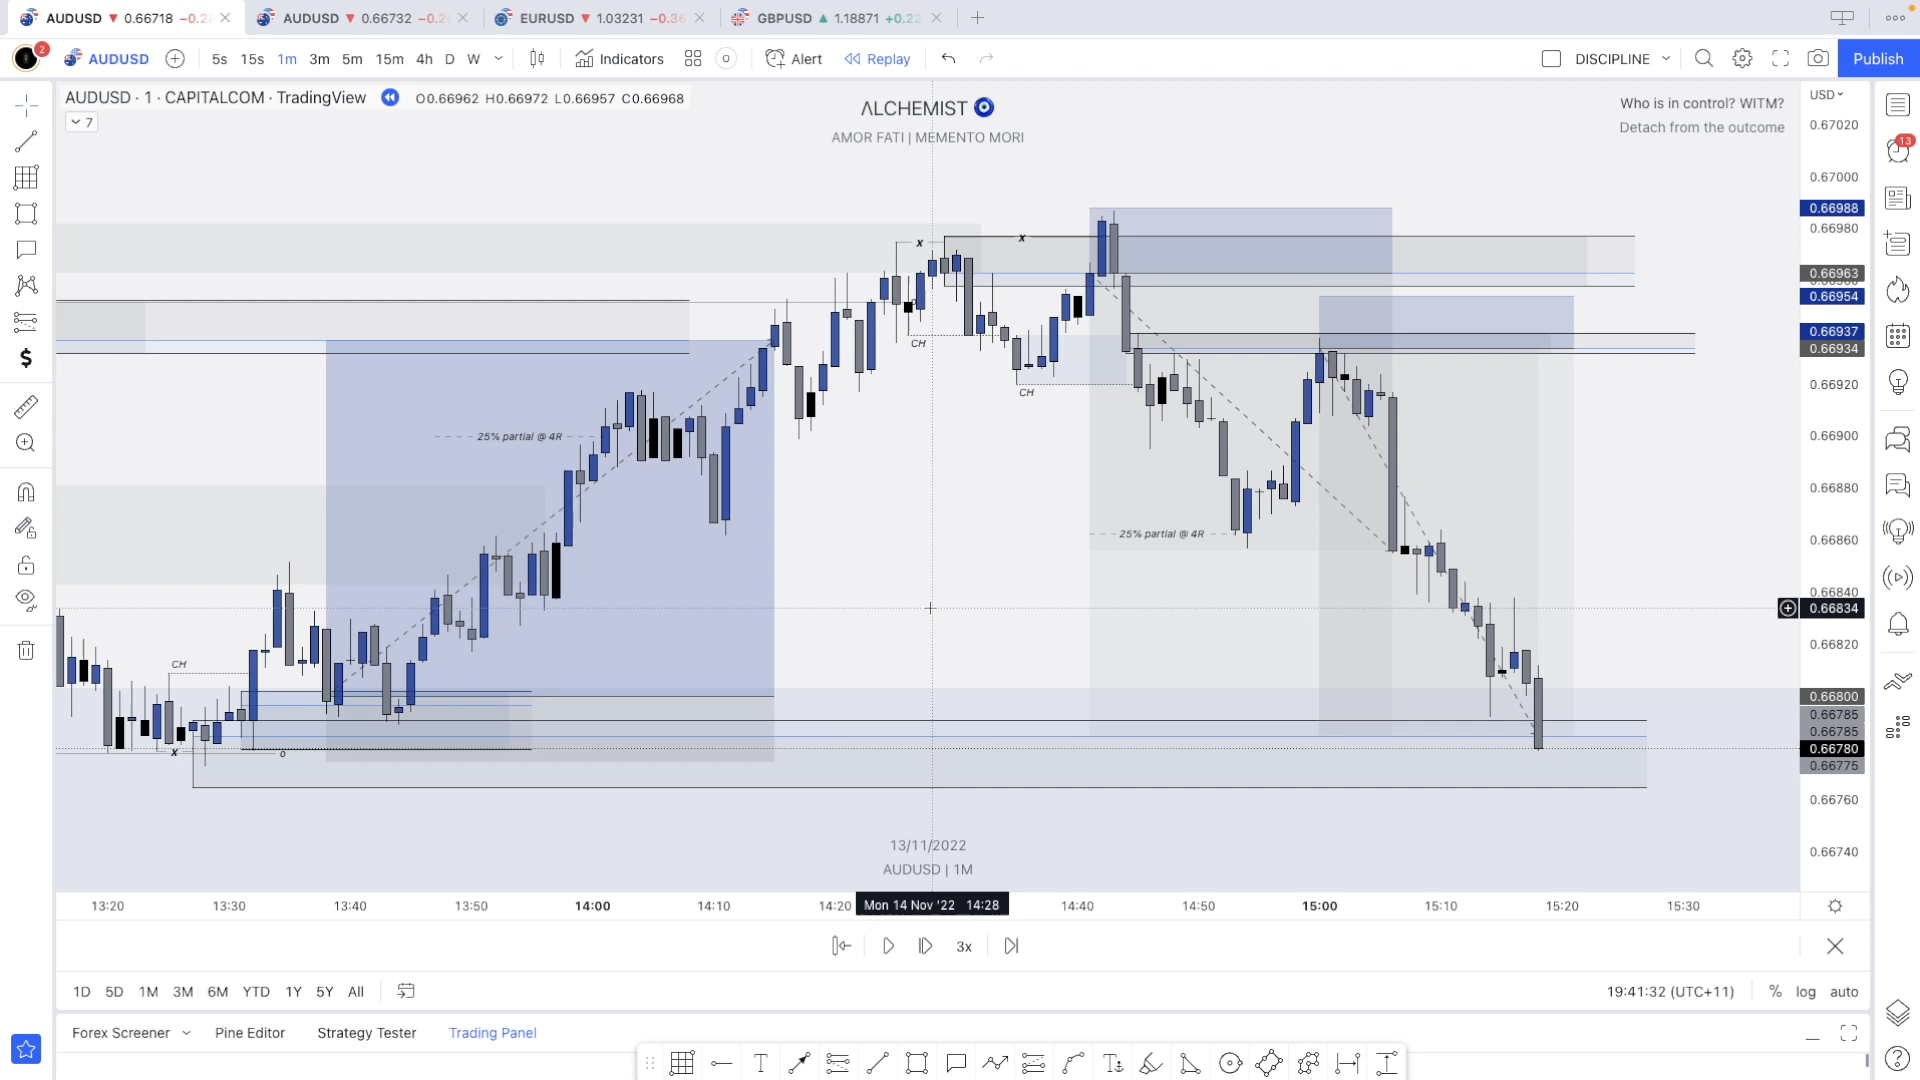 AUDUSD ▼ 0.66718 −0.2
AUDUSD ▼ 0.66732 −0.2
EURUSD ▼ 1.03231 −0.36
GBPUSD ▲ 1.18871 +0.22
2
AUDUSD
5s 15s 1m 3m 5m 15m 4h D W
Indicators
Alert
Replay
DISCIPLINE
Publish
AUDUSD · 1 · CAPITALCOM · TradingView
O0.66962 H0.66972 L0.66957 C0.66968
7
ΛLCHEMIST
AMOR FATI | MEMENTO MORI
Who is in control? WITM?
Detach from the outcome
USD
13
0.67020
0.67000
0.66988
0.66980
0.66963
0.66954
0.66937
0.66934
0.66920
0.66900
0.66880
0.66860
0.66840
0.66834
0.66820
0.66800
0.66785
0.66785
0.66780
0.66775
0.66760
0.66740
x
x
CH
CH
25% partial @ 4R
25% partial @ 4R
CH
x
o
13/11/2022
AUDUSD | 1M
13:20 13:30 13:40 13:50 14:00 14:10 14:20 Mon 14 Nov '22 14:28 14:40 14:50 15:00 15:10 15:20 15:30
3x
1D 5D 1M 3M 6M YTD 1Y 5Y All
19:41:32 (UTC+11) % log auto
Forex Screener Pine Editor Strategy Tester Trading Panel